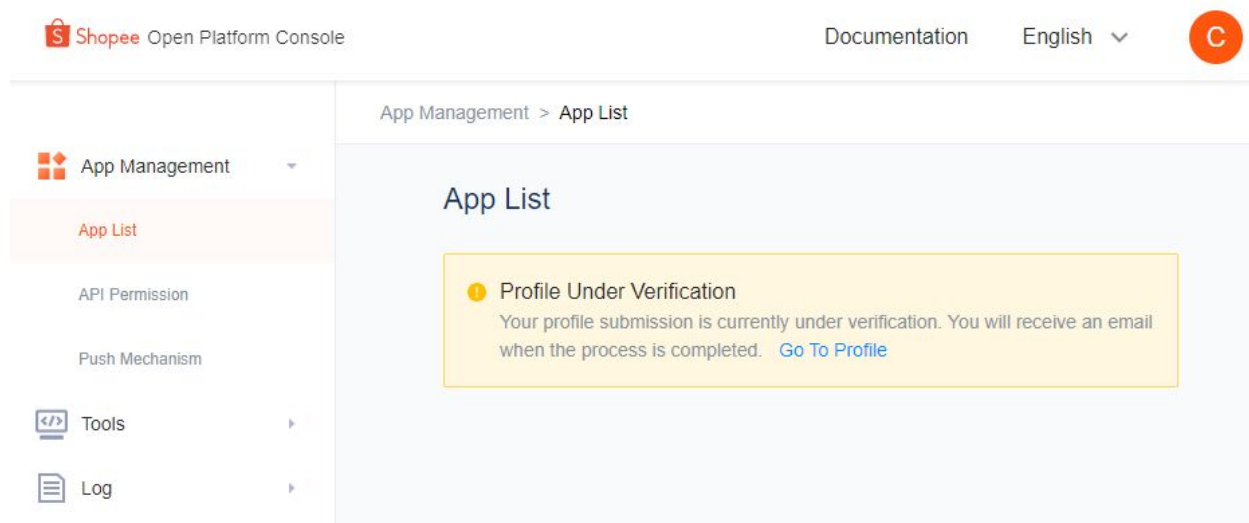 Shopee Open Platform Console
Documentation
English
C
App Management > App List
App Management
App List
API Permission
Push Mechanism
Tools
Log
App List
Profile Under Verification
Your profile submission is currently under verification. You will receive an email
when the process is completed. Go To Profile